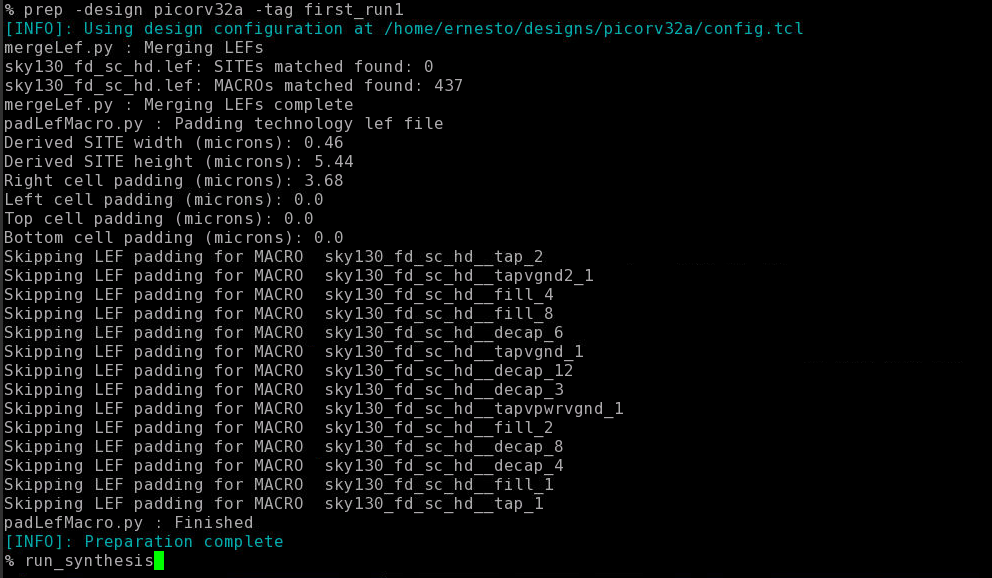 % prep -design picorv32a -tag first_run1
[INFO]: Using design configuration at /home/ernesto/designs/picorv32a/config.tcl
mergeLef.py : Merging LEFs
sky130_fd_sc_hd.lef: SITEs matched found: 0
sky130_fd_sc_hd.lef: MACROs matched found: 437
mergeLef.py : Merging LEFs complete
padLefMacro.py : Padding technology lef file
Derived SITE width (microns): 0.46
Derived SITE height (microns): 5.44
Right cell padding (microns): 3.68
Left cell padding (microns): 0.0
Top cell padding (microns): 0.0
Bottom cell padding (microns): 0.0
Skipping LEF padding for MACRO  sky130_fd_sc_hd__tap_2
Skipping LEF padding for MACRO  sky130_fd_sc_hd__tapvgnd2_1
Skipping LEF padding for MACRO  sky130_fd_sc_hd__fill_4
Skipping LEF padding for MACRO  sky130_fd_sc_hd__fill_8
Skipping LEF padding for MACRO  sky130_fd_sc_hd__decap_6
Skipping LEF padding for MACRO  sky130_fd_sc_hd__tapvgnd_1
Skipping LEF padding for MACRO  sky130_fd_sc_hd__decap_12
Skipping LEF padding for MACRO  sky130_fd_sc_hd__decap_3
Skipping LEF padding for MACRO  sky130_fd_sc_hd__tapvpwrvgnd_1
Skipping LEF padding for MACRO  sky130_fd_sc_hd__fill_2
Skipping LEF padding for MACRO  sky130_fd_sc_hd__decap_8
Skipping LEF padding for MACRO  sky130_fd_sc_hd__decap_4
Skipping LEF padding for MACRO  sky130_fd_sc_hd__fill_1
Skipping LEF padding for MACRO  sky130_fd_sc_hd__tap_1
padLefMacro.py : Finished
[INFO]: Preparation complete
% run_synthesis